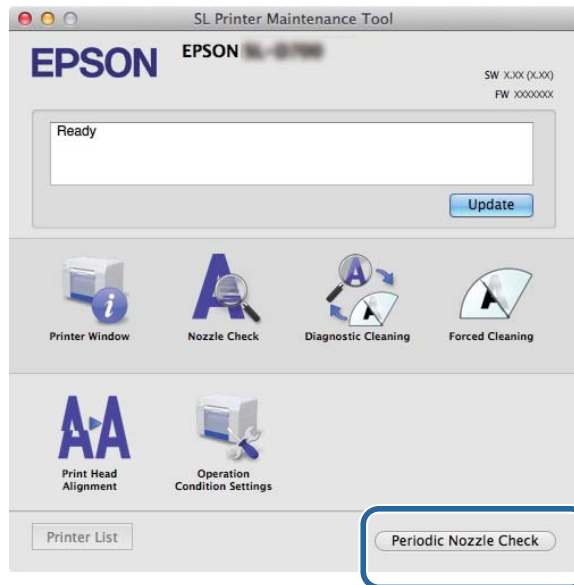 SL Printer Maintenance Tool
EPSON
EPSON
SW X.XX (X.XX)
FW XXXXXXX
Ready
Update
Printer Window
Nozzle Check
Diagnostic Cleaning
Forced Cleaning
Print Head
Alignment
Operation
Condition Settings
Printer List
Periodic Nozzle Check